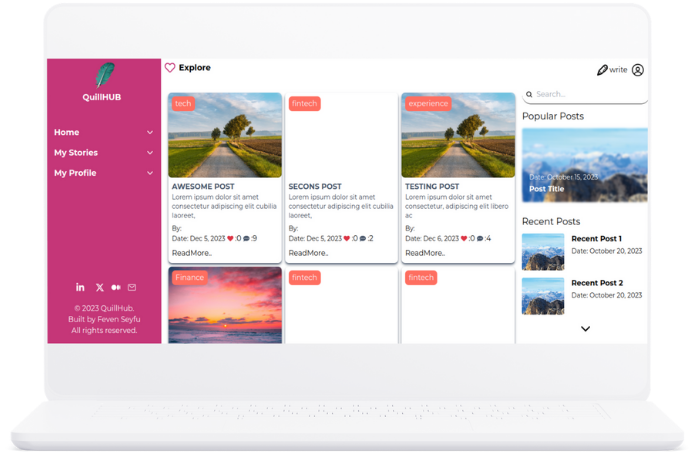 QuillHUB
Home
My Stories
My Profile
© 2023 QuillHub.
Built by Feven Seyfu
All rights reserved.
Explore
write
tech
AWESOME POST
Lorem ipsum dolor sit amet
consectetur adipiscing elit cubilia
laoreet,
By:
Date: Dec 5, 2023 :0 :9
ReadMore..
fintech
SECONS POST
Lorem ipsum dolor sit amet
consectetur adipiscing elit cubilia
laoreet,
By:
Date: Dec 5, 2023 :0 :2
ReadMore..
experience
TESTING POST
Lorem ipsum dolor sit amet
consectetur adipiscing elit libero
ac
By:
Date: Dec 6, 2023 :0 :4
ReadMore..
Finance
fintech
fintech
Search...
Popular Posts
Date: October 15, 2023
Post Title
Recent Posts
Recent Post 1
Date: October 20, 2023
Recent Post 2
Date: October 20, 2023